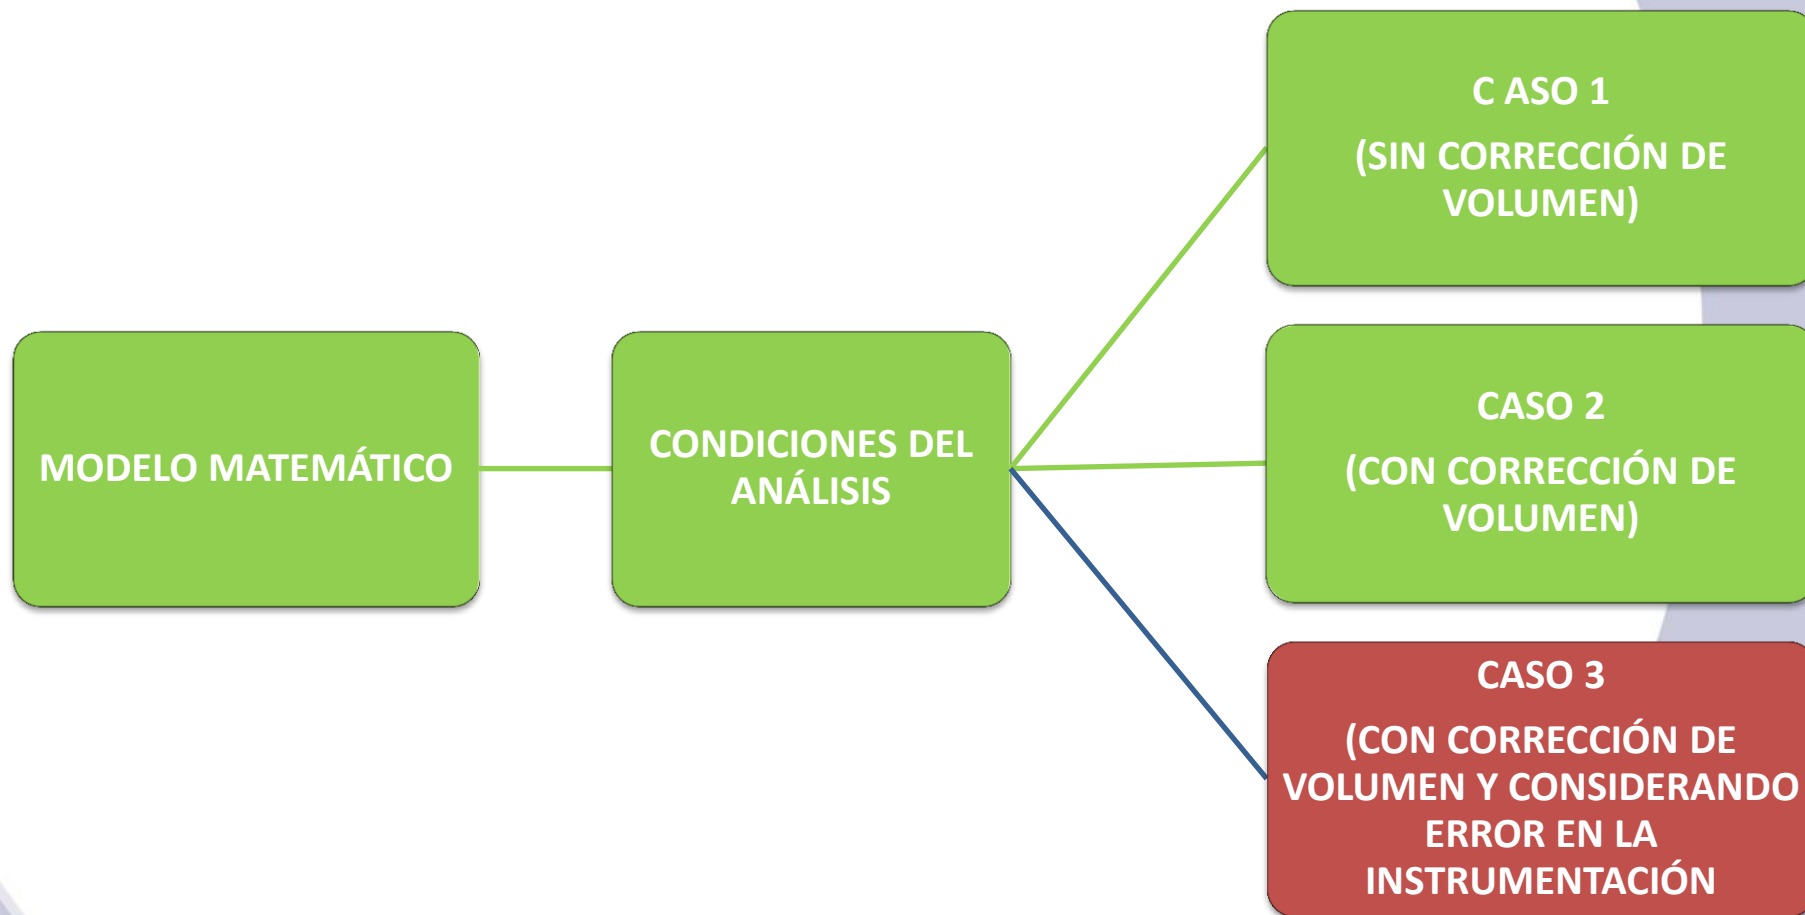 MODELO MATEMÁTICO
CONDICIONES DEL
ANÁLISIS
C ASO 1
(SIN CORRECCIÓN DE
VOLUMEN)
CASO 2
(CON CORRECCIÓN DE
VOLUMEN)
CASO 3
(CON CORRECCIÓN DE
VOLUMEN Y CONSIDERANDO
ERROR EN LA
INSTRUMENTACIÓN